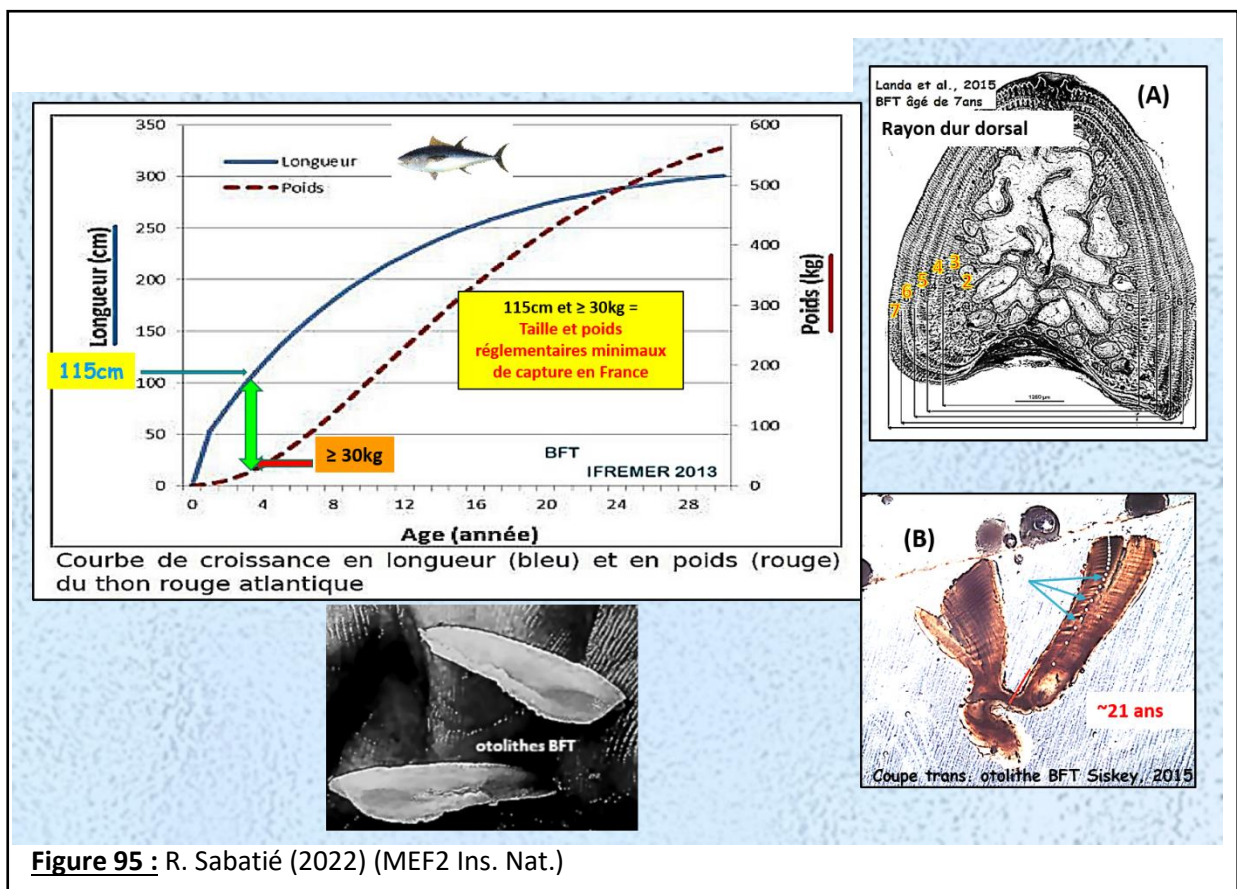 350
300
250
200
150
100
50
0
Longueur (cm)
Longueur
Poids
600
500
400
300
200
100
0
Poids (kg)
115cm
115cm et ≥ 30kg =
Taille et poids
réglementaires minimaux
de capture en France
≥ 30kg
BFT
IFREMER 2013
0 4 8 12 16 20 24 28
Age (année)
Courbe de croissance en longueur (bleu) et en poids (rouge)
du thon rouge atlantique
Landa et al., 2015
BFT âgé de 7ans
(A)
Rayon dur dorsal
2
3
4
5
6
7
otolithes BFT
(B)
~21 ans
Coupe trans: otolithe BFT Siskey, 2015
Figure 95 : R. Sabatié (2022) (MEF2 Ins. Nat.)